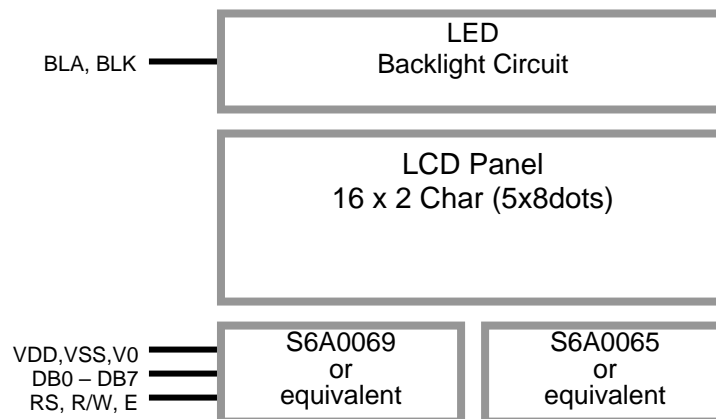 LED
Backlight Circuit
BLA, BLK
LCD Panel
16 x 2 Char (5x8dots)
VDD,VSS,V0
DB0 – DB7
RS, R/W, E
S6A0069
or
equivalent
S6A0065
or
equivalent